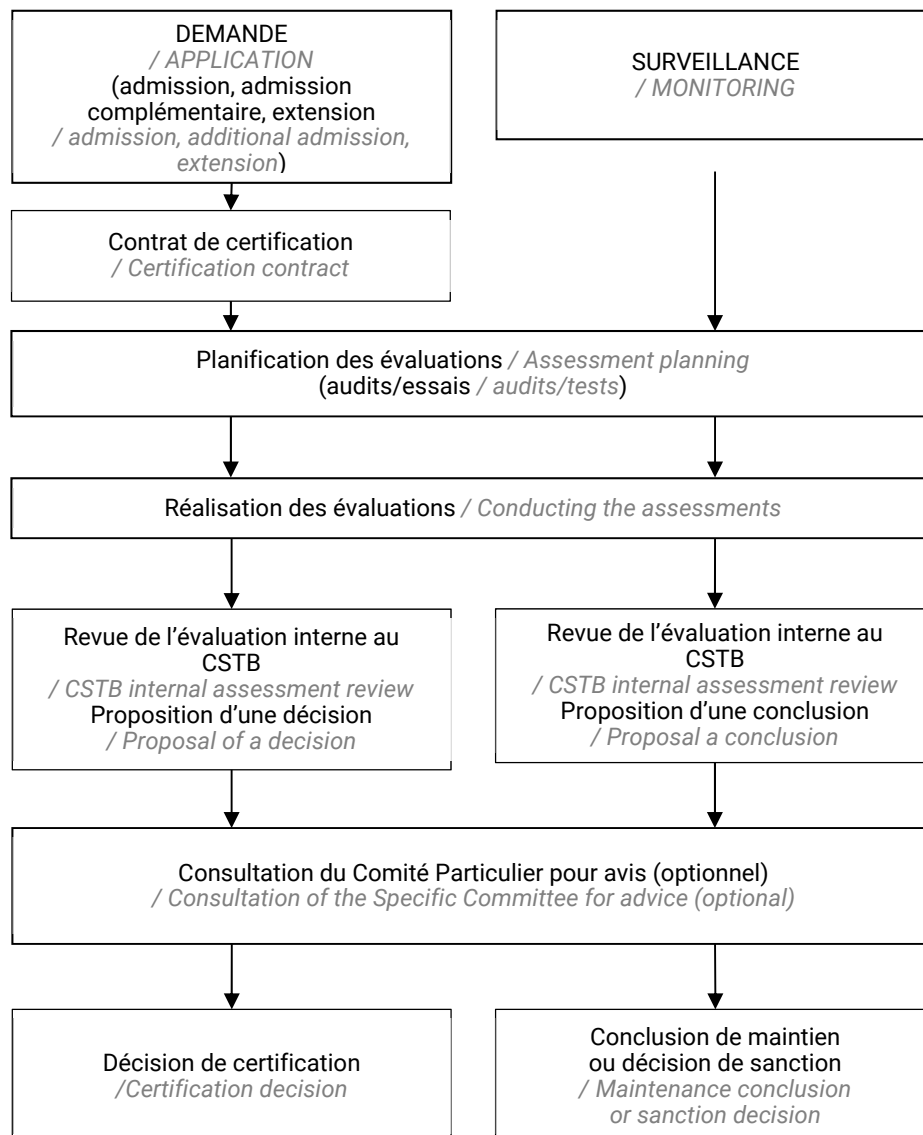 DEMANDE
/ APPLICATION
(admission, admission
complémentaire, extension
/ admission, additional admission,
extension)
SURVEILLANCE
/ MONITORING
Contrat de certification
/ Certification contract
Planification des évaluations / Assessment planning
(audits/essais / audits/tests)
Réalisation des évaluations / Conducting the assessments
Revue de l’évaluation interne au
CSTB
/ CSTB internal assessment review
Proposition d’une décision
/ Proposal of a decision
Revue de l’évaluation interne au
CSTB
/ CSTB internal assessment review
Proposition d’une conclusion
/ Proposal a conclusion
Consultation du Comité Particulier pour avis (optionnel)
/ Consultation of the Specific Committee for advice (optional)
Décision de certification
/Certification decision
Conclusion de maintien
ou décision de sanction
/ Maintenance conclusion
or sanction decision